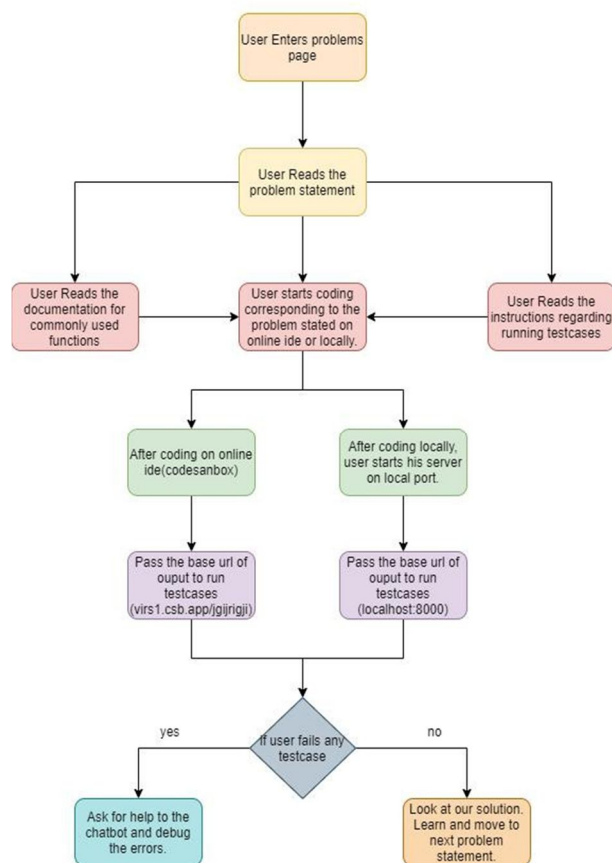 User Enters problems
page
User Reads the
problem statement
User Reads the
documentation for
commonly used
functions
User starts coding
corresponding to the
problem stated on
online ide or locally.
User Reads the
instructions regarding
running testcases
After coding on online
ide(codesanbox)
After coding locally,
user starts his server
on local port.
Pass the base url of
ouput to run
testcases
(virs1.csb.app/jgijrigji)
Pass the base url of
ouput to run
testcases
(localhost:8000)
If user fails any
testcase
yes
no
Ask for help to the
chatbot and debug
the errors.
Look at our solution.
Learn and move to
next problem
statement.